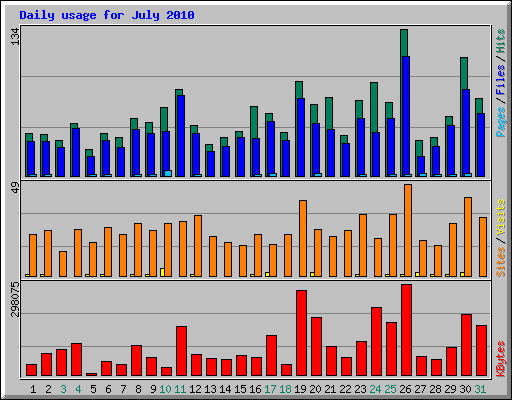 Daily usage for July 2010
134
Pages / Files / Hits
49
Sites / Visits
298075
KBytes
1 2 3 4 5 6 7 8 9 10 11 12 13 14 15 16 17 18 19 20 21 22 23 24 25 26 27 28 29 30 31